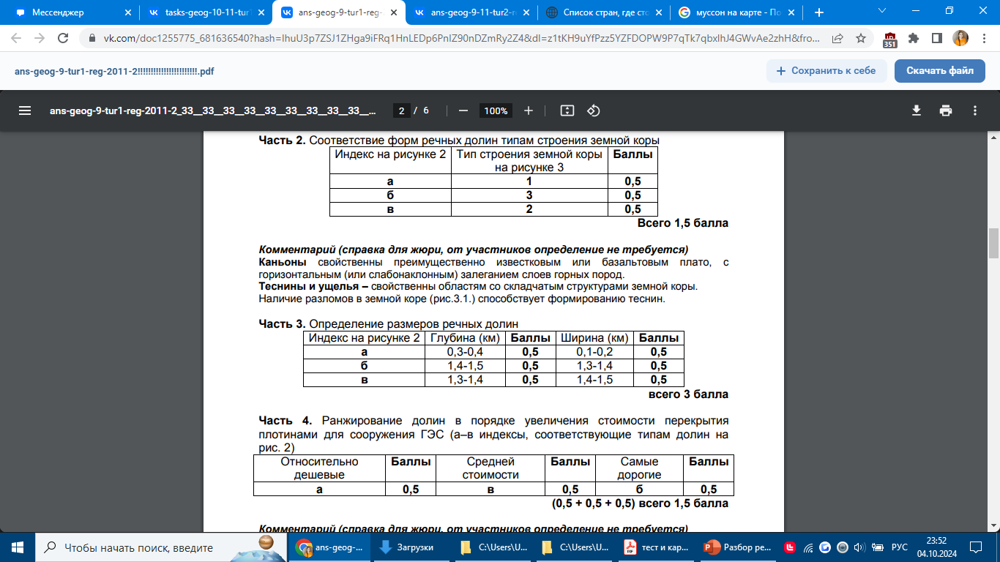 Мессенджер
tasks-geog-10-11-tur1
ans-geog-9-tur1-reg-
ans-geog-9-11-tur2-r
Список стран, где сто
муссон на карте - По
vk.com/doc1255775_681636540?hash=IhuU3p7ZSJ1ZHga9iFRq1HnLEDp6PnlZ90nDZmRy2Z4&dl=z1tKH9uYfPzz5YZFDOPW9P7qTk7qbxIhJ4GWvAe2zhH&fro...
351
ans-geog-9-tur1-reg-2011-2!!!!!!!!!!!!!!!!!!!!!!!.pdf
Сохранить к себе
Скачать файл
ans-geog-9-tur1-reg-2011-2_33__33__33__33__33__33__33__33__33__...
2 / 6
100%
Часть 2. Соответствие форм речных долин типам строения земной коры
Индекс на рисунке 2 Тип строения земной коры Баллы
на рисунке 3
а 1 0,5
б 3 0,5
в 2 0,5
Всего 1,5 балла
Комментарий (справка для жюри, от участников определение не требуется)
Каньоны свойственны преимущественно известковым или базальтовым плато, с
горизонтальным (или слабонаклонным) залеганием слоев горных пород.
Теснины и ущелья – свойственны областям со складчатым структурами земной коры.
Наличие разломов в земной коре (рис.3.1.) способствует формированию теснин.
Часть 3. Определение размеров речных долин
Индекс на рисунке 2 Глубина (км) Баллы Ширина (км) Баллы
а 0,3-0,4 0,5 0,1-0,2 0,5
б 1,4-1,5 0,5 1,3-1,4 0,5
в 1,3-1,4 0,5 1,4-1,5 0,5
всего 3 балла
Часть 4. Ранжирование долин в порядке увеличения стоимости перекрытия
плотинами для сооружения ГЭС (а–в индексы, соответствующие типам долин на
рис. 2)
Относительно Баллы Средней Баллы Самые Баллы
дешевые стоимости дорогие
а 0,5 в 0,5 б 0,5
(0,5 + 0,5 + 0,5) всего 1,5 балла
Комментарий (справка для жюри, от участников определение не требуется)
Чтобы начать поиск, введите
ans-geog-...
Загрузки
C:\Users\U...
C:\Users\U...
тест и кар...
Разбор ре...
РУС
23:52
04.10.2024